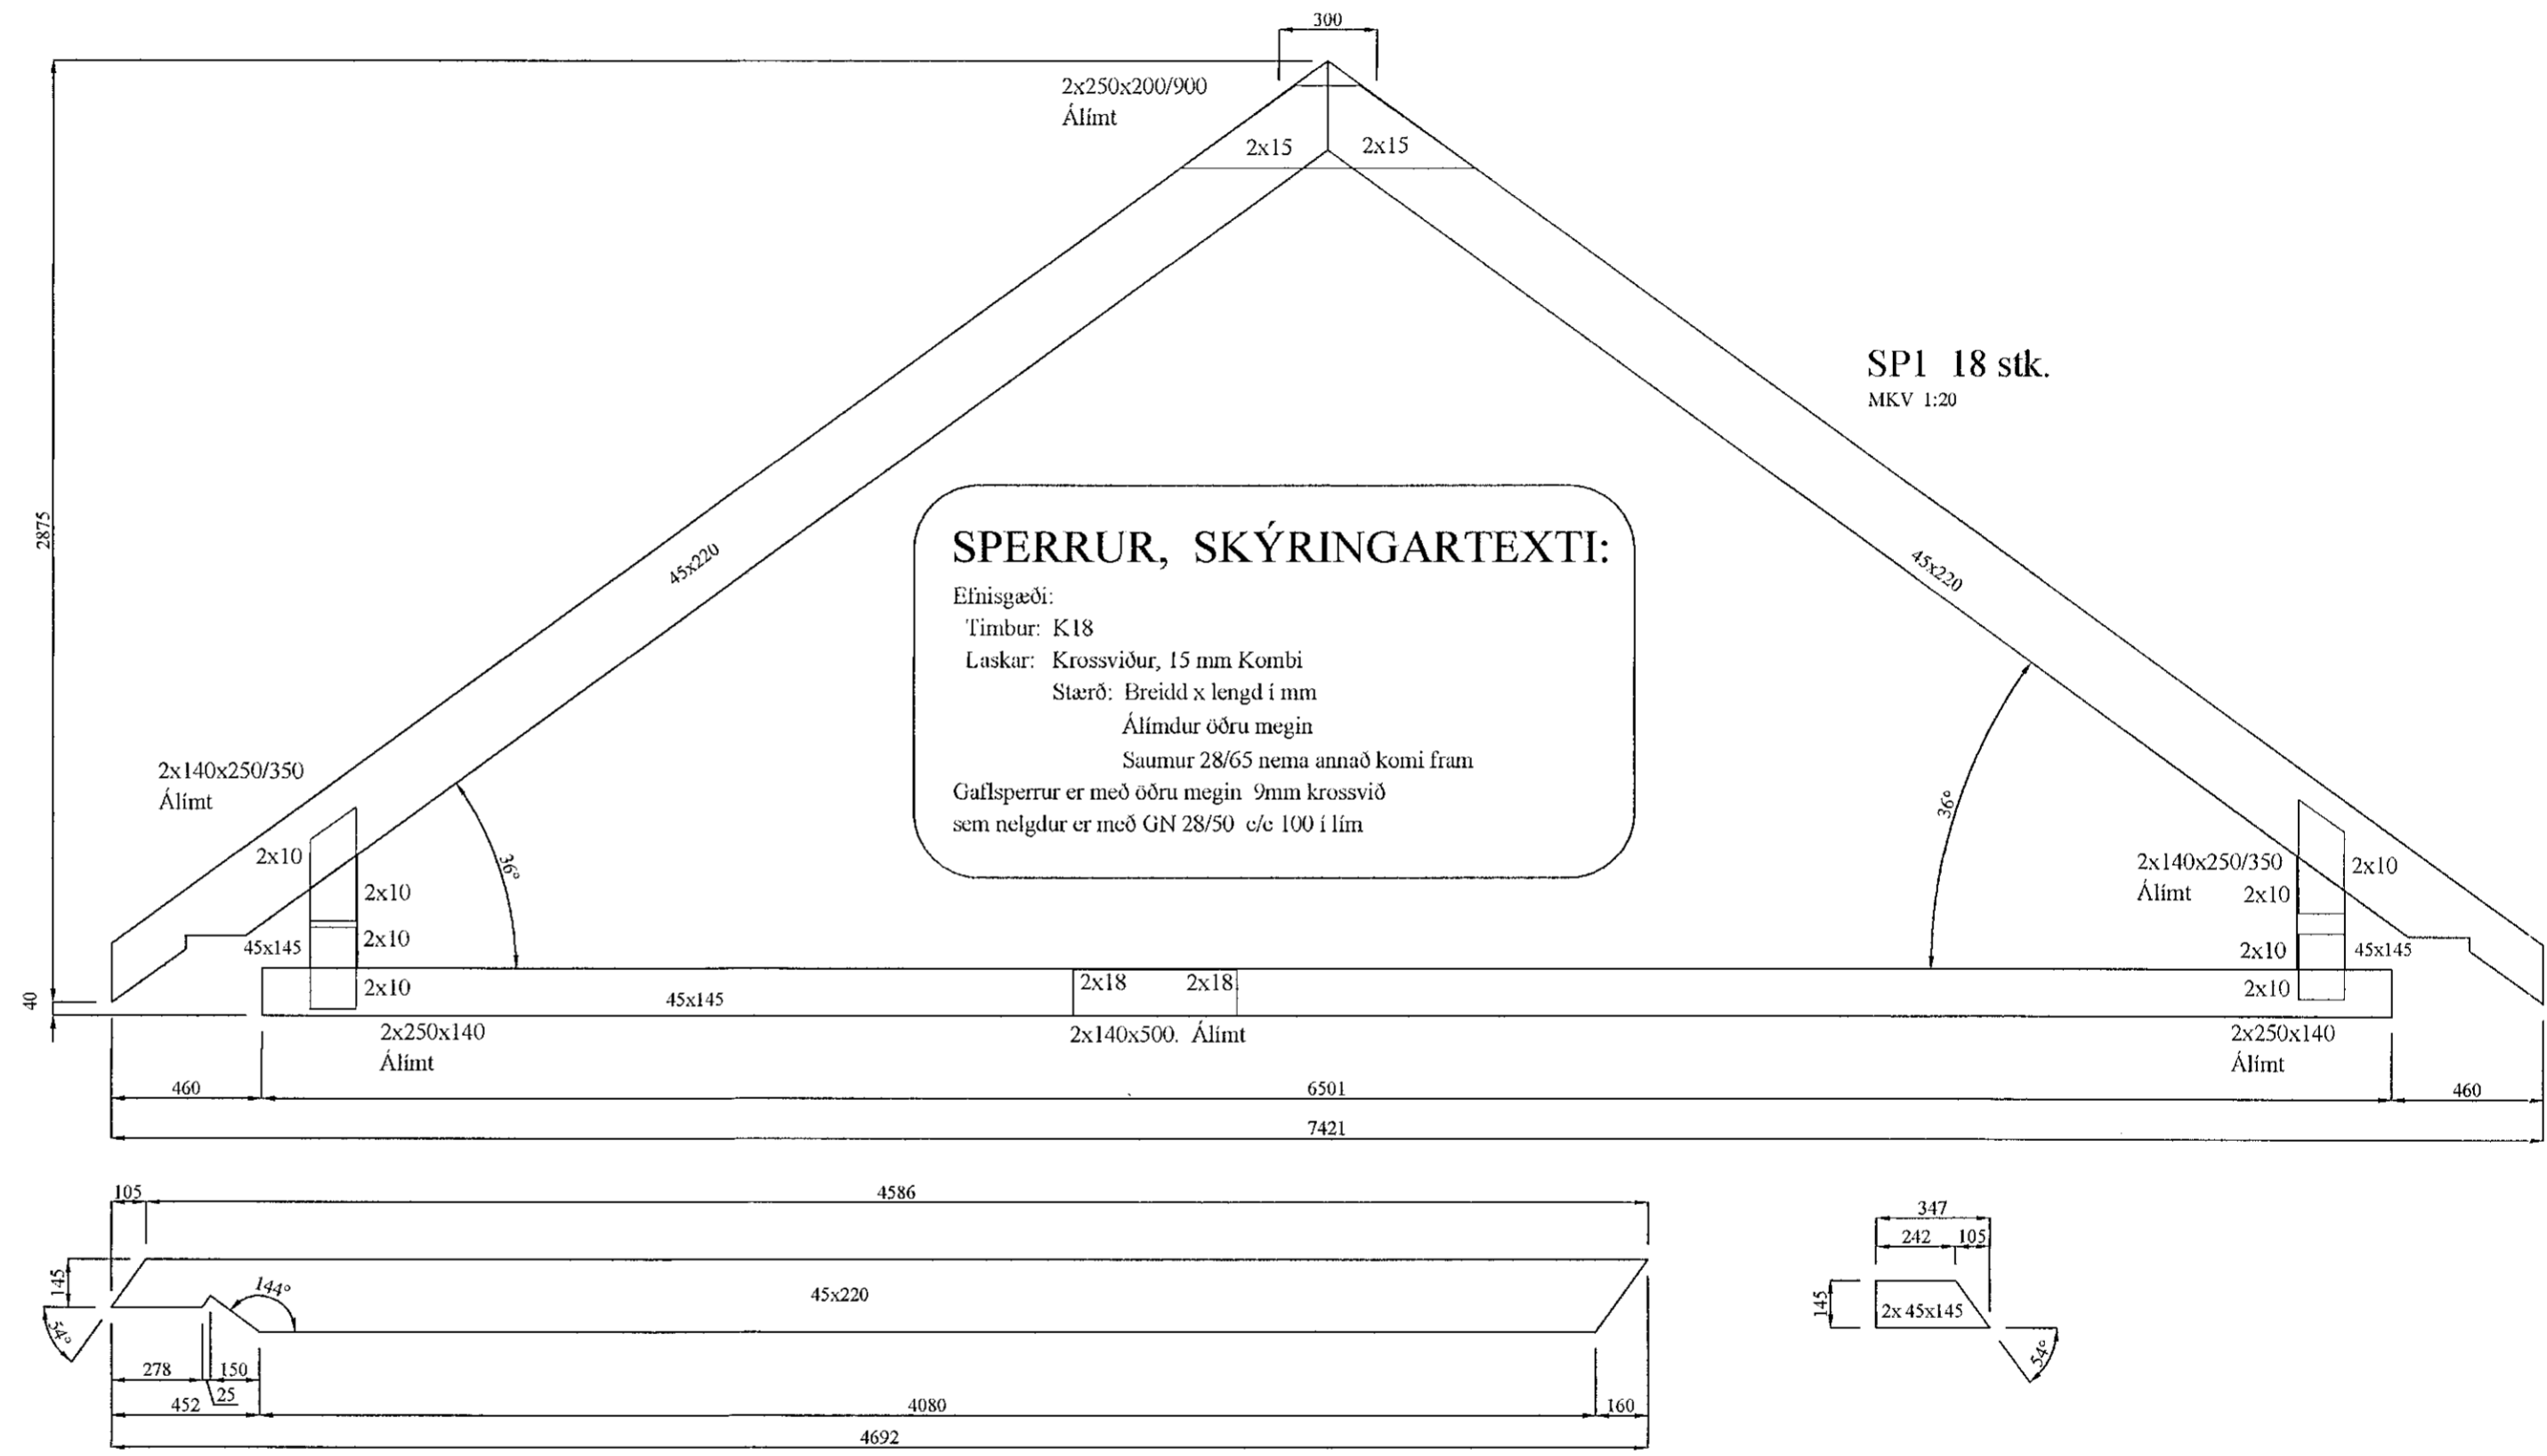 300
2x250x200/900
Álímt
2x15 2x15
2875
SP1 18 stk.
MKV 1:20
45x220
45x220
SPERRUR, SKÝRINGARTEXTI:
Efnisgæði:
Timbur: K18
Laskar: Krossviður, 15 mm Kombi
Stærð: Breidd x lengd í mm
Álímdur öðru megin
Saumur 28/65 nema annað komi fram
Gaflsperrur er með öðru megin 9mm krossvið
sem nelgdur er með GN 28/50 c/c 100 í lím
2x140x250/350
Álímt
2x10
2x10
36°
2x10
45x145
2x10
36°
2x140x250/350
Álímt
2x10
2x10
2x10
45x145
2x10
40
45x145
2x18 2x18
2x250x140
Álímt
2x140x500. Álímt
2x250x140
Álímt
460 6501 460
7421
105 4586
145
54°
144°
45x220
278 150
25
452 4080 160
4692
347
242 105
145
2x 45x145
54°